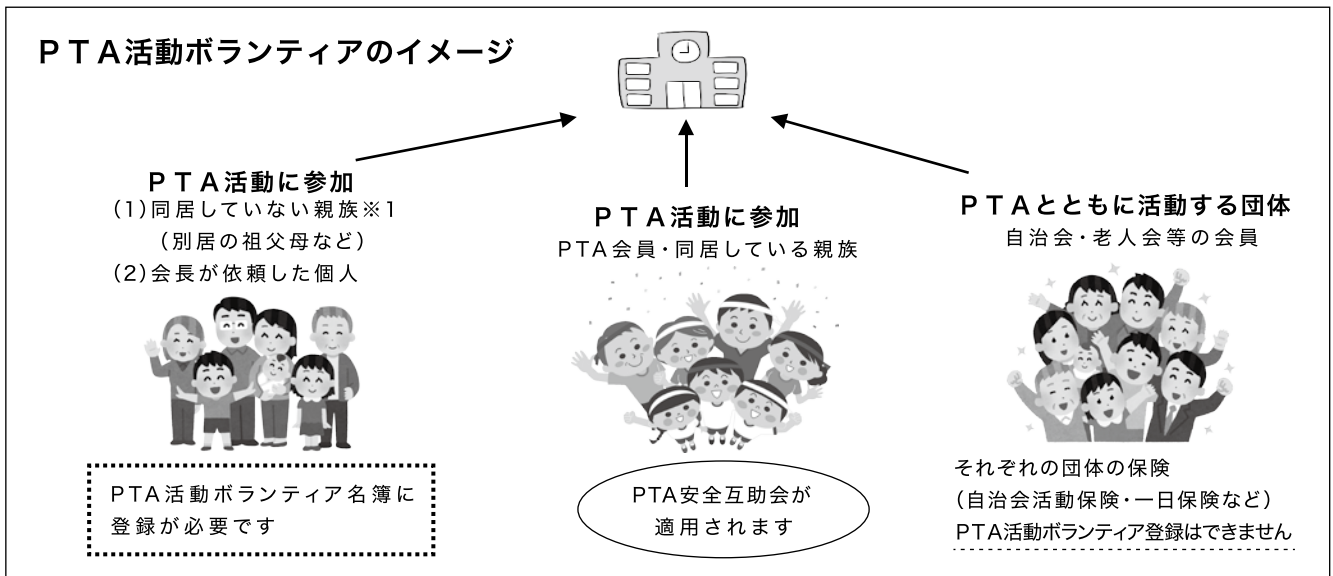 ＰＴＡ活動ボランティアのイメージ
ＰＴＡ活動に参加
(1)同居していない親族※1
（別居の祖父母など）
(2)会長が依頼した個人
PTA活動ボランティア名簿に
登録が必要です
ＰＴＡ活動に参加
PTA会員・同居している親族
PTA安全互助会が
適用されます
ＰＴＡとともに活動する団体
自治会・老人会等の会員
それぞれの団体の保険
（自治会活動保険・一日保険など）
PTA活動ボランティア登録はできません